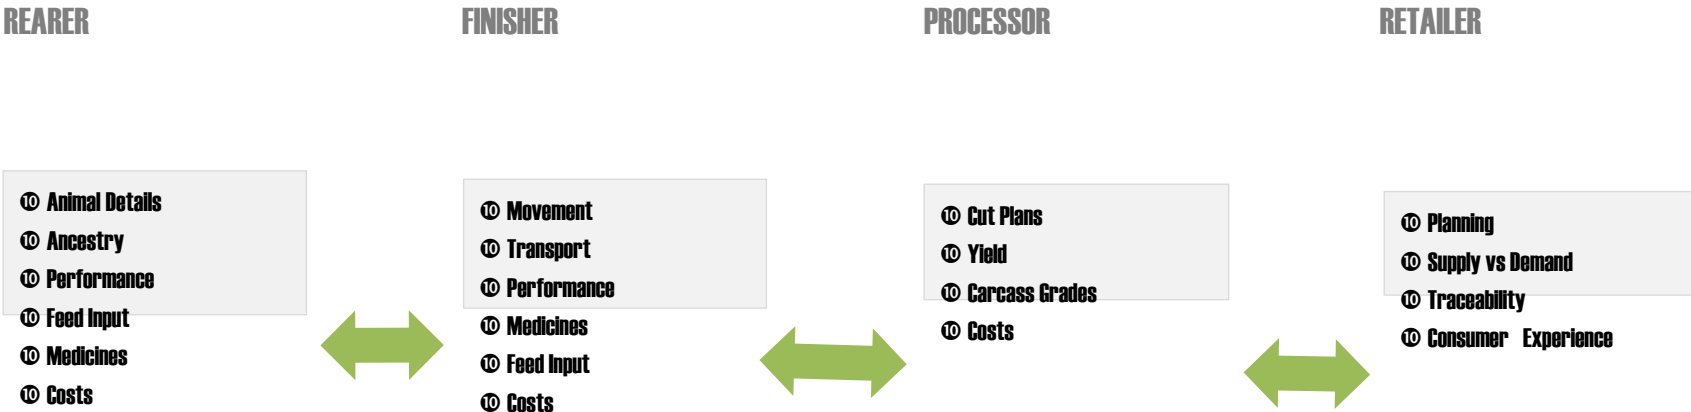 REARER
FINISHER
PROCESSOR
RETAILER
❿ Animal Details
❿ Ancestry
❿ Performance
❿ Feed Input
❿ Medicines
❿ Costs
❿ Movement
❿ Transport
❿ Performance
❿ Medicines
❿ Feed Input
❿ Costs
❿ Cut Plans
❿ Yield
❿ Carcass Grades
❿ Costs
❿ Planning
❿ Supply vs Demand
❿ Traceability
❿ Consumer Experience